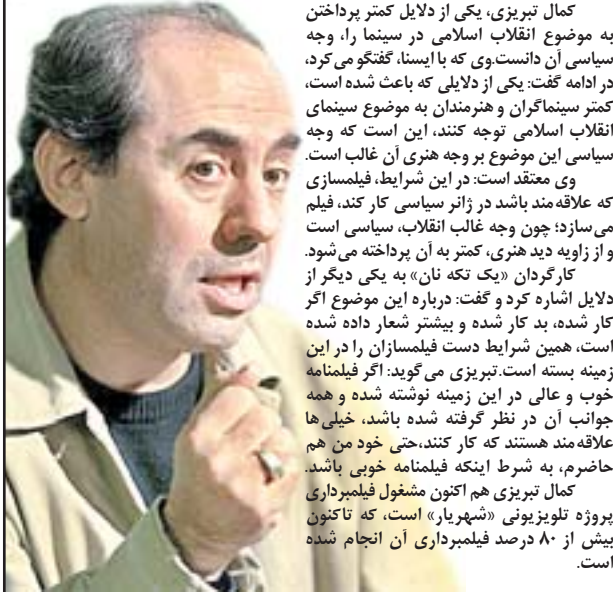 کمال تبریزی، یکی از دلایل کمتر پرداختن
به موضوع انقلاب اسلامی در سینما را، وجه
سیاسی آن دانست.وی که با ایسنا، گفتگو می‌کرد،
در ادامه گفت: یکی از دلایلی که باعث شده است،
کمتر سینماگران و هنرمندان به موضوع سینمای
انقلاب اسلامی توجه کنند، این است که وجه
سیاسی این موضوع بر وجه هنری آن غالب است.
وی معتقد است: در این شرایط، فیلمسازی
که علاقه‌مند باشد در ژانر سیاسی کار کند، فیلم
می‌سازد؛ چون وجه غالب انقلاب، سیاسی است
و از زاویه دید هنری، کمتر به آن پرداخته می‌شود.
کارگردان «یک تکه نان» به یکی دیگر از
دلایل اشاره کرد و گفت: درباره این موضوع اگر
کار شده، بد کار شده و بیشتر شعار داده شده
است، همین شرایط دست فیلمسازان را در این
زمینه بسته است.تبریزی می‌گوید: اگر فیلمنامه
خوب و عالی در این زمینه نوشته شده و همه
جوانب آن در نظر گرفته شده باشد، خیلی‌ها
علاقه‌مند هستند که کار کنند،حتی خود من هم
حاضرم، به شرط اینکه فیلمنامه خوبی باشد.
کمال تبریزی هم اکنون مشغول فیلمبرداری
پروژه تلویزیونی «شهریار» است، که تاکنون
بیش از ۸۰ درصد فیلمبرداری آن انجام شده
است.